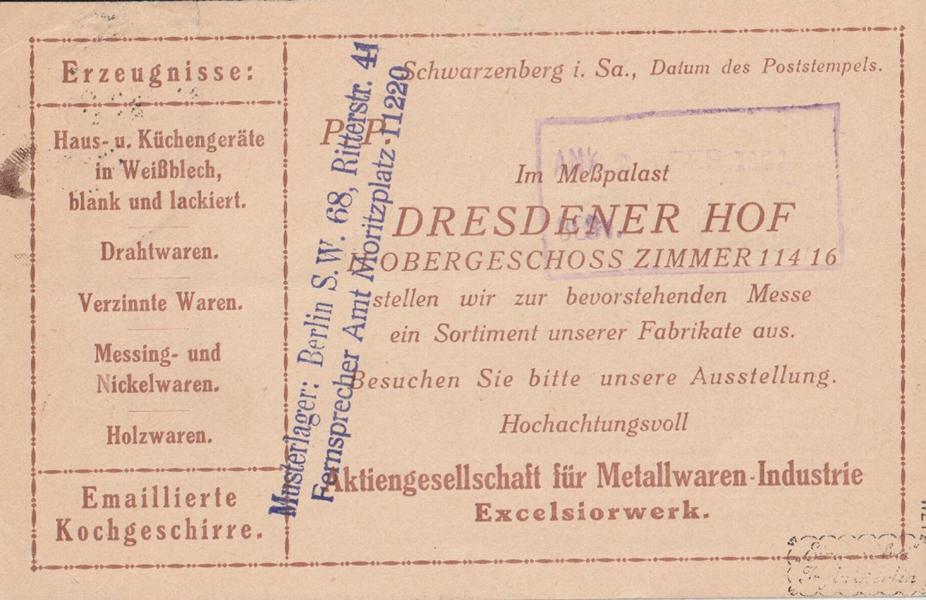 Erzeugnisse:
Haus- u. Küchengeräte
in Weißblech,
blank und lackiert.
Drahtwaren.
Verzinnte Waren.
Messing- und
Nickelwaren.
Holzwaren.
Emaillierte
Kochgeschirre.
Schwarzenberg i. Sa., Datum des Poststempels.
P. P.
Im Meßpalast
DRESDENER HOF
OBERGESCHOSS ZIMMER 114/16
stellen wir zur bevorstehenden Messe
ein Sortiment unserer Fabrikate aus.
Besuchen Sie bitte unsere Ausstellung.
Hochachtungsvoll
Aktiengesellschaft für Metallwaren-Industrie
Excelsiorwerk.
Musterlager: Berlin S.W. 68, Ritterstr. 41
Fernsprecher Amt Moritzplatz 11220